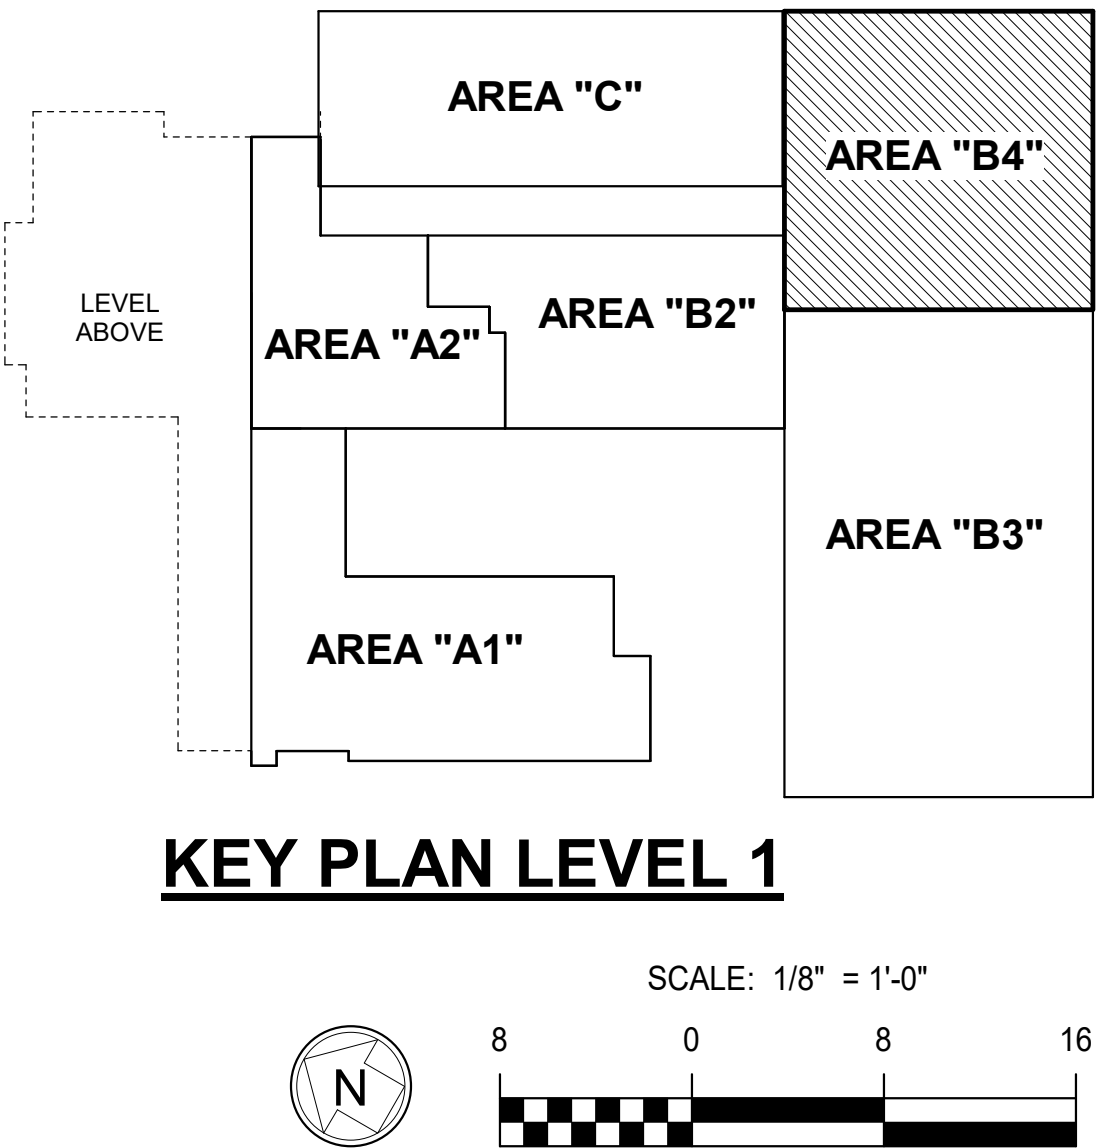 AREA "C"
AREA "B4"
LEVEL
ABOVE
AREA "A2"
AREA "B2"
AREA "B3"
AREA "A1"
KEY PLAN LEVEL 1
SCALE: 1/8" = 1'-0"
N
8 0 8 16